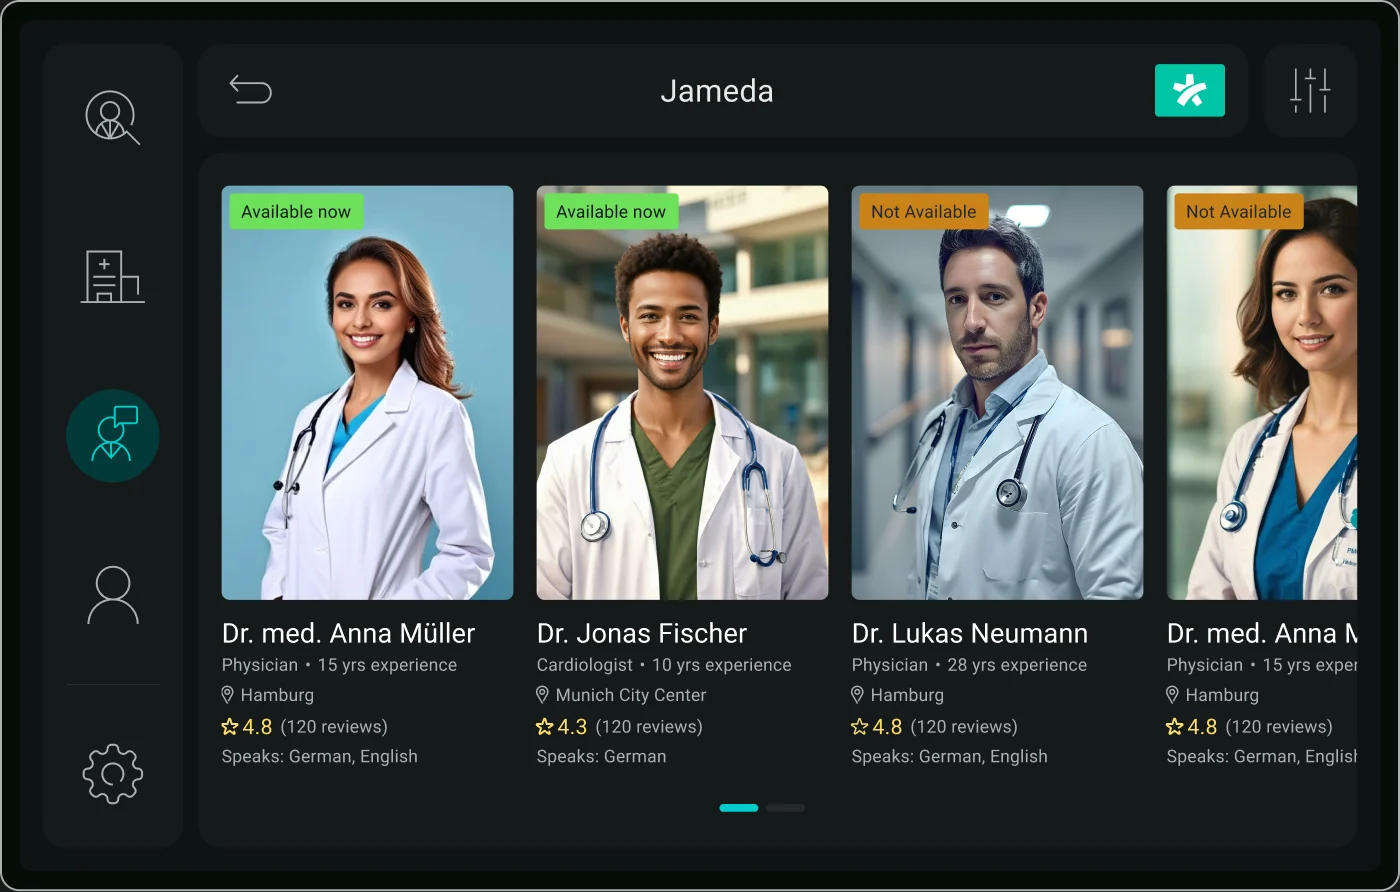 Jameda
Available now
Dr. med. Anna Müller
Physician • 15 yrs experience
Hamburg
4.8 (120 reviews)
Speaks: German, English
Available now
Dr. Jonas Fischer
Cardiologist • 10 yrs experience
Munich City Center
4.3 (120 reviews)
Speaks: German
Not Available
Dr. Lukas Neumann
Physician • 28 yrs experience
Hamburg
4.8 (120 reviews)
Speaks: German, English
Not Available
Dr. med. Anna
Physician • 15 yrs
Hamburg
4.8 (120 reviews)
Speaks: German,